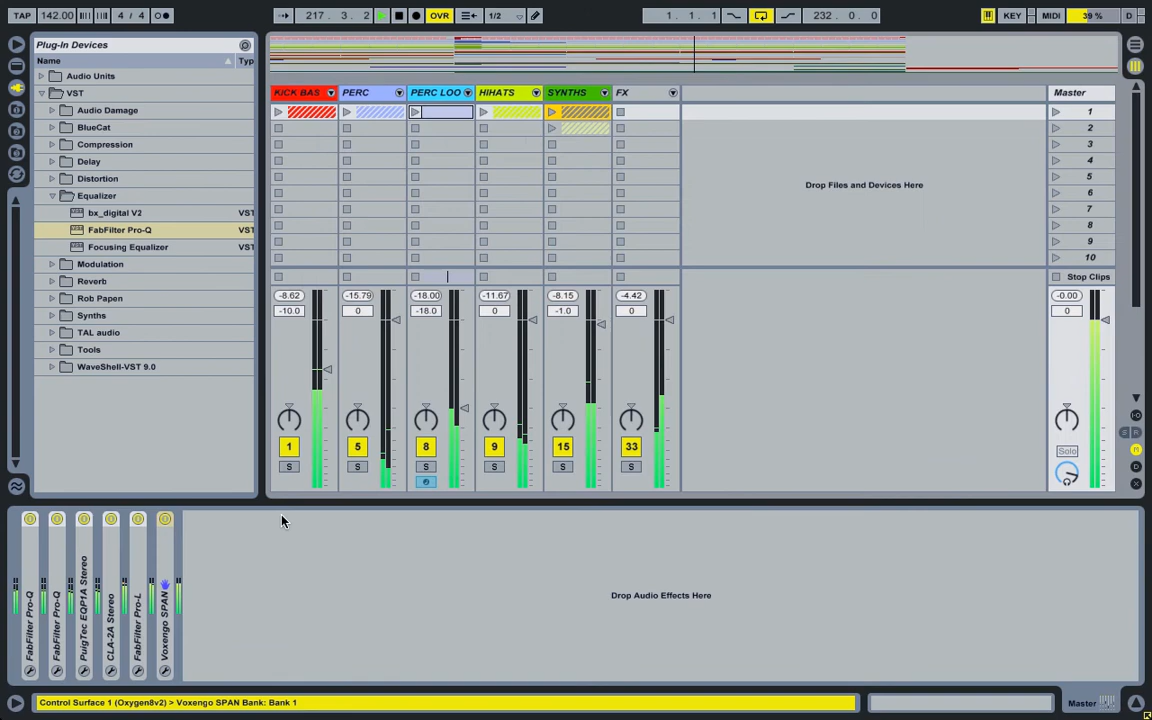 TAP 142.00 4 / 4 217. 3. 2 OVR 1/2 1. 1. 1 232. 0. 0 KEY MIDI 39 % D
Plug-In Devices
Name Typ
Audio Units
VST
Audio Damage
BlueCat
Compression
Delay
Distortion
Equalizer
bx_digital V2 VST
FabFilter Pro-Q VST
Focusing Equalizer VST
Modulation
Reverb
Rob Papen
Synths
TAL audio
Tools
WaveShell-VST 9.0
KICK BAS PERC PERC LOO HIHATS SYNTHS FX Master
1
2
3
4
5
6
7
8
9
10
Drop Files and Devices Here
Stop Clips
-8.62 -15.79 -18.00 -11.67 -8.15 -4.42 -0.00
-10.0 0 -18.0 0 -1.0 0 0
1 5 8 9 15 33
S S S S S S Solo
S R
M
D
X
FabFilter Pro-Q
FabFilter Pro-Q
PuigTec EQP1A Stereo
CLA-2A Stereo
FabFilter Pro-L
Voxengo SPAN
Drop Audio Effects Here
Control Surface 1 (Oxygen8v2) > Voxengo SPAN Bank: Bank 1
Master